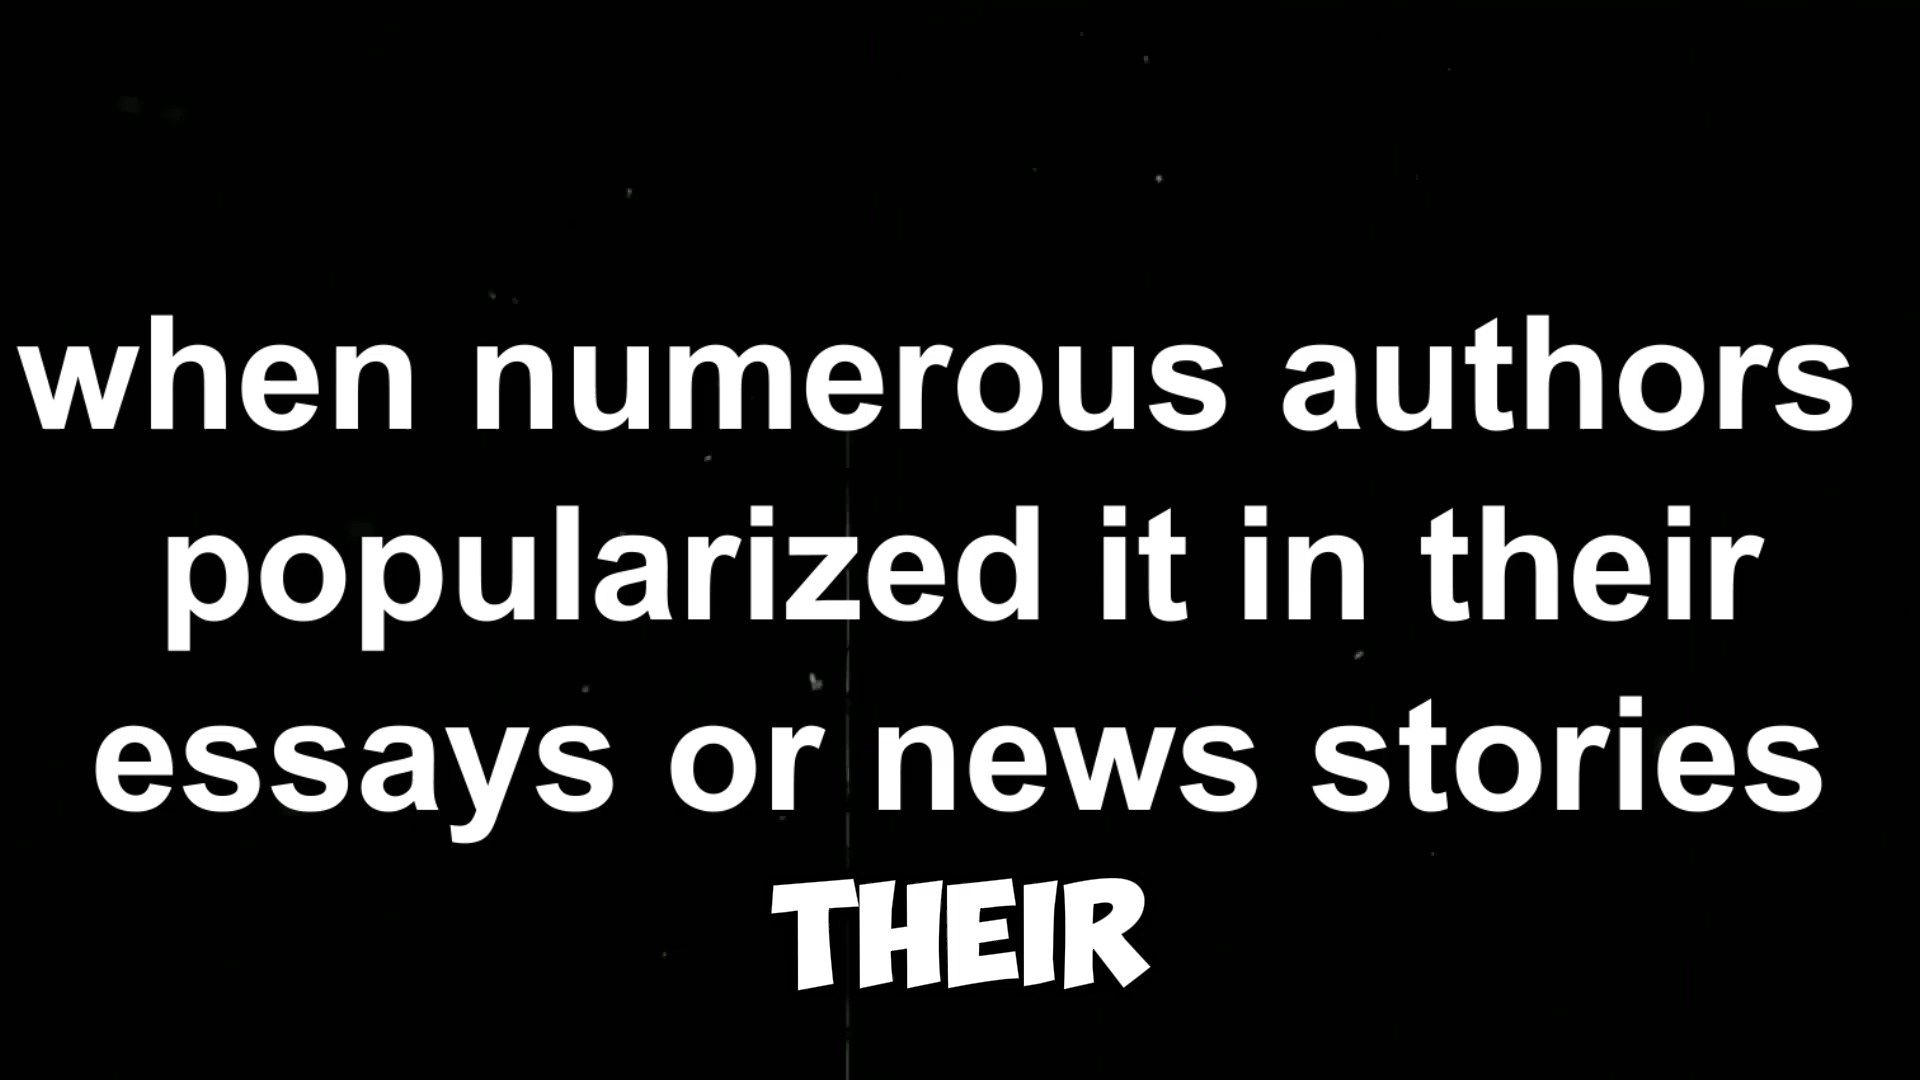 when numerous authors
popularized it in their
essays or news stories
THEIR